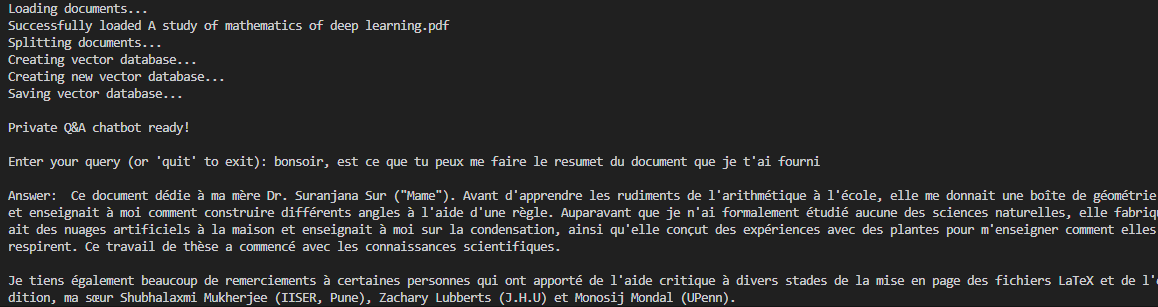 Loading documents...
Successfully loaded A study of mathematics of deep learning.pdf
Splitting documents...
Creating vector database...
Creating new vector database...
Saving vector database...
Private Q&A chatbot ready!
Enter your query (or 'quit' to exit): bonsoir, est ce que tu peux me faire le resumet du document que je t'ai fourni
Answer:  Ce document dédie à ma mère Dr. Suranjana Sur ("Mame"). Avant d'apprendre les rudiments de l'arithmétique à l'école, elle me donnait une boîte de géométrie
et enseignait à moi comment construire différents angles à l'aide d'une règle. Auparavant que je n'ai formalement étudié aucune des sciences naturelles, elle fabriqu
ait des nuages artificiels à la maison et enseignait à moi sur la condensation, ainsi qu'elle conçut des expériences avec des plantes pour m'enseigner comment elles
respirent. Ce travail de thèse a commencé avec les connaissances scientifiques.
Je tiens également beaucoup de remerciements à certaines personnes qui ont apporté de l'aide critique à divers stades de la mise en page des fichiers LaTeX et de l'é
dition, ma sœur Shubhalaxmi Mukherjee (IISER, Pune), Zachary Lubberts (J.H.U) et Monosij Mondal (UPenn).